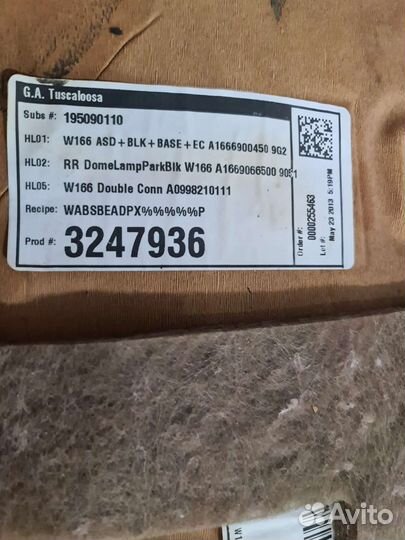 G.A. Tuscaloosa
Subs #: 195090110
HL01: W166 ASD+BLK+BASE+EC A1666900450 9G2
HL02: RR DomeLampParkBlk W166 A1669066500
HL05: W166 Double Conn A0998210111
Recipe: WABSBEADPX%%%%%P
Prod #: 3247936
Order #: 0000255463
Lot #: May 23 2013 5:19PM
Avito